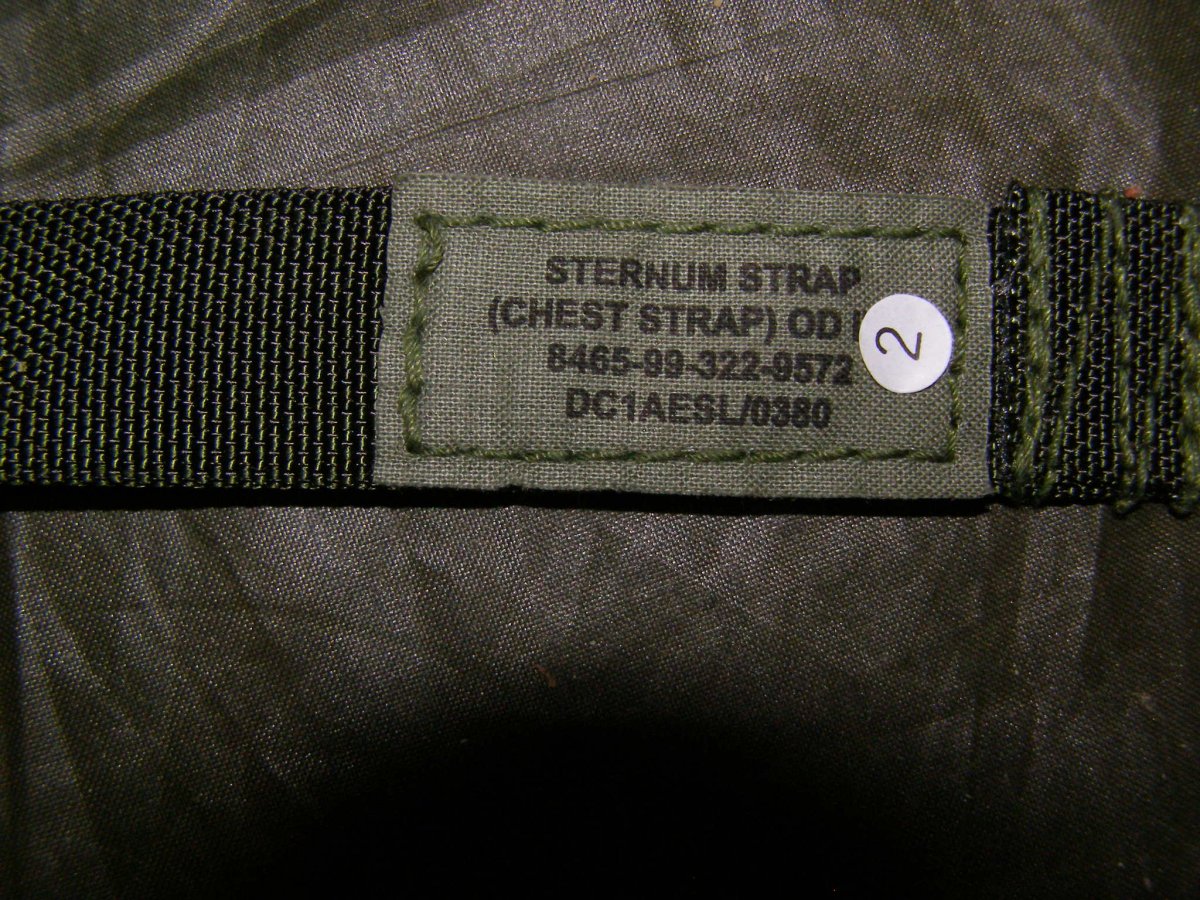 STERNUM STRAP
(CHEST STRAP) OD
8465-99-322-9572
DC1AESL/0380
2